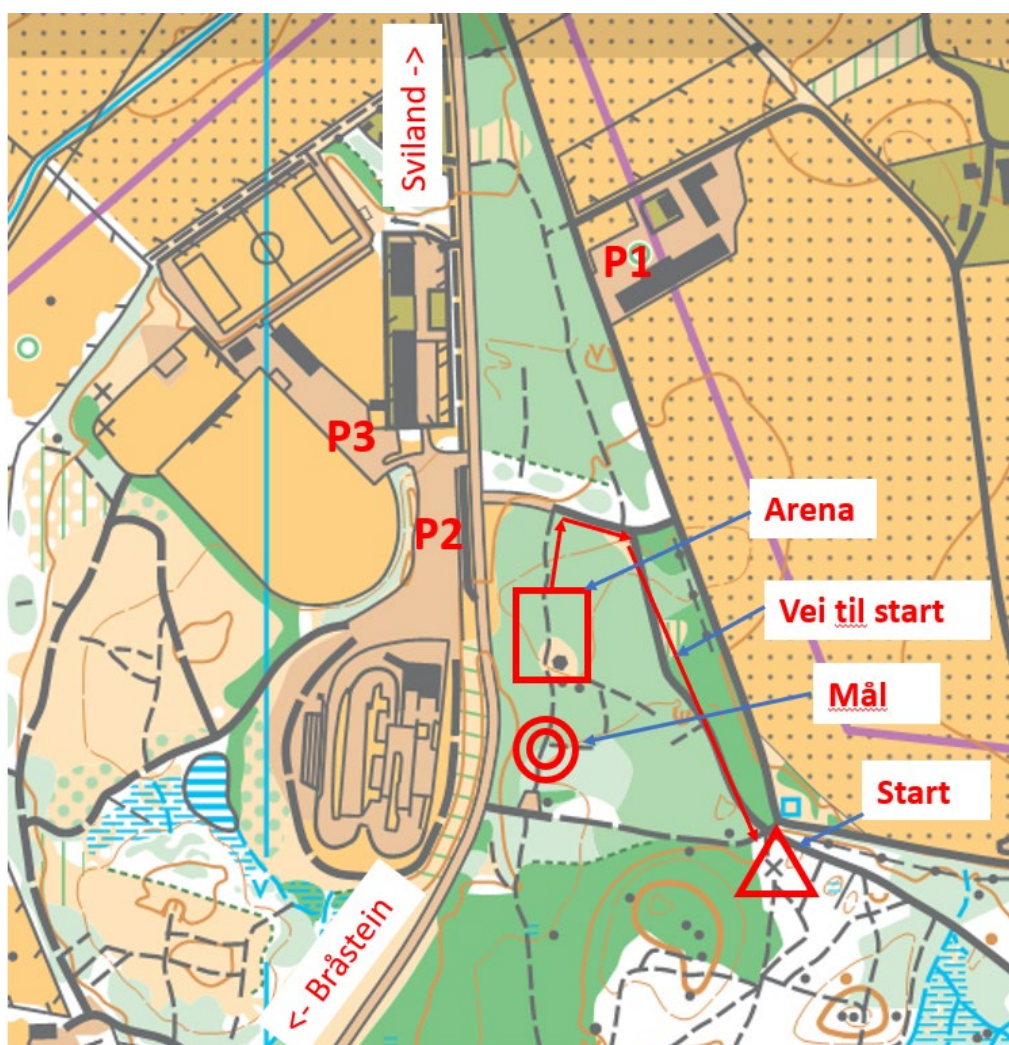 Sviland ->
P1
P3
P2
Arena
Vei til start
Mål
Start
<- Bråstein